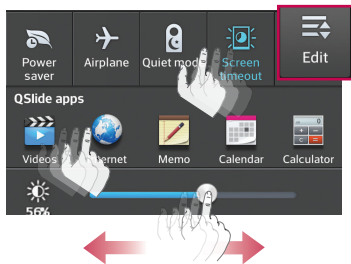 Power saver
Airplane
Quiet mode
Screen timeout
Edit
QSlide apps
Videos
Internet
Memo
Calendar
Calculator
56%